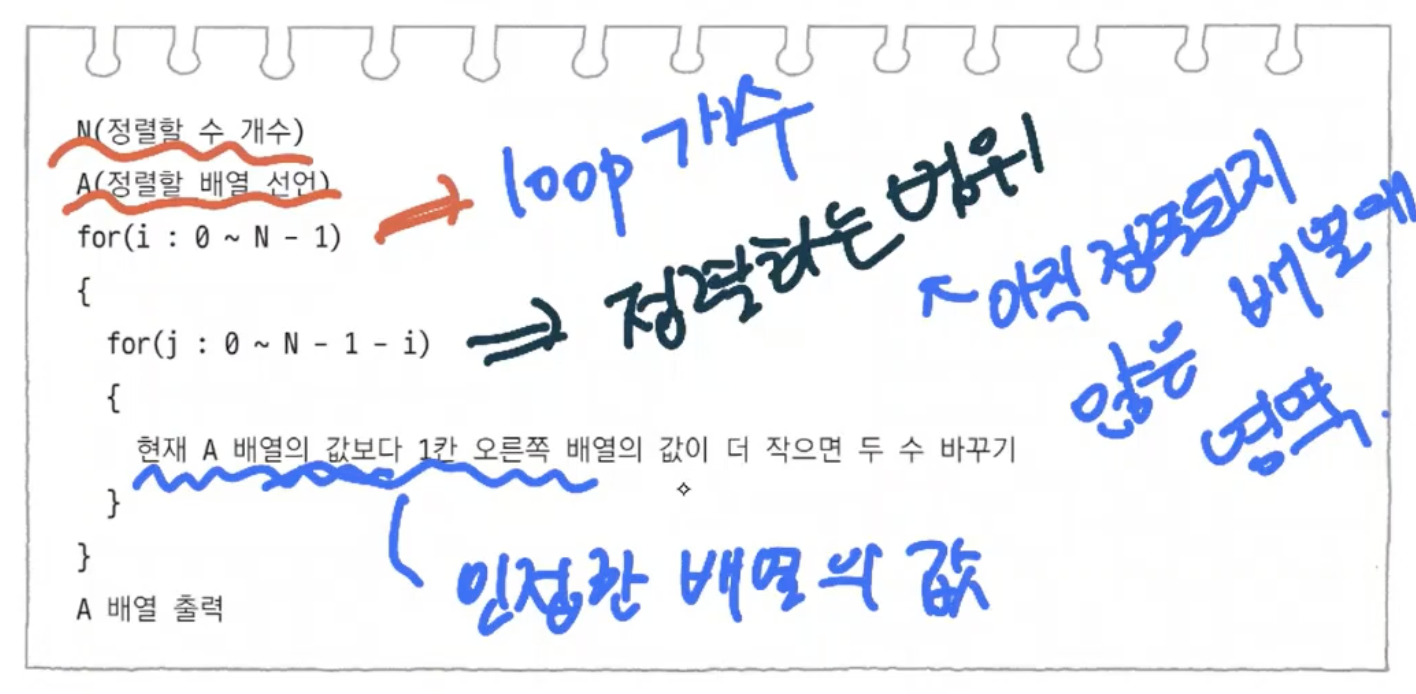 N(정렬할 수 개수)
A(정렬할 배열 선언)
for(i : 0 ~ N - 1)
loop 개수
{
for(j : 0 ~ N - 1 - i)
정렬하는 범위
아직 정렬되지
않은 배열에
영역.
{
현재 A 배열의 값보다 1칸 오른쪽 배열의 값이 더 작으면 두 수 바꾸기
}
인접한 배열의 값
}
A 배열 출력